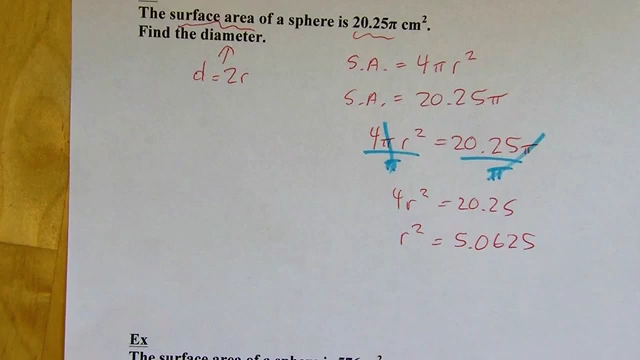 The surface area of a sphere is 20.25π cm².
Find the diameter.
d = 2r
S.A. = 4πr²
S.A. = 20.25π
4πr² = 20.25π
π π
4r² = 20.25
r² = 5.0625
Ex
The surface area of a sphere is